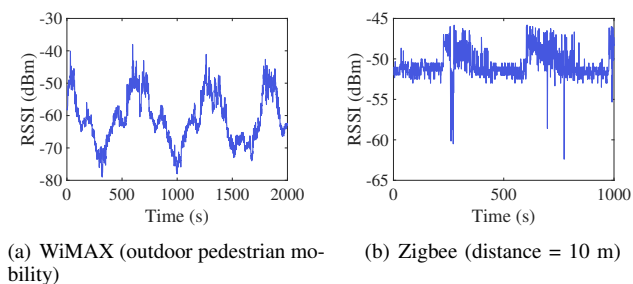 -30
-40
-50
-60
-70
-80
RSSI (dBm)
0 500 1000 1500 2000
Time (s)
(a) WiMAX (outdoor pedestrian mo-
bility)
-45
-50
-55
-60
-65
RSSI (dBm)
0 500 1000
Time (s)
(b) Zigbee (distance = 10 m)